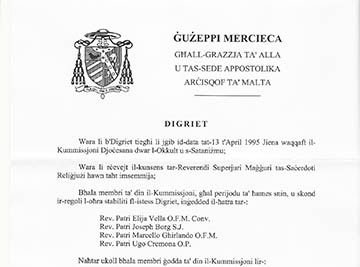 ĠUŻEPPI MERCIECA
GĦALL-GRAZZJA TA' ALLA
U TAS-SEDE APPOSTOLIKA
ARĊISQOF TA' MALTA
DIGRIET
Wara li b'Digriet tiegħi li jġib id-data tat-13 t'April 1995 Jiena waqqaft il-
Kummissjoni Djoċesana dwar l-Okkult u s-Sataniżmu;
Wara li rċevejt il-kunsens tar-Reverendi Superjuri Maġġuri tas-Saċerdoti
Reliġjużi hawn taħt imsemmija;
Bħala membri ta' din il-Kummissjoni, għal perijodu ta' ħames snin, u skond
ir-regoli l-oħra stabiliti fl-istess Digriet, inġedded il-ħatra tar-:
Rev. Patri Elija Vella O.F.M. Conv.
Rev. Patri Joseph Borg S.J.
Rev. Patri Marcello Ghirlando O.F.M.
Rev. Patri Ugo Cremona O.P.
Naħtar ukoll bħala membri ġodda ta' din il-Kummissjoni lir-: